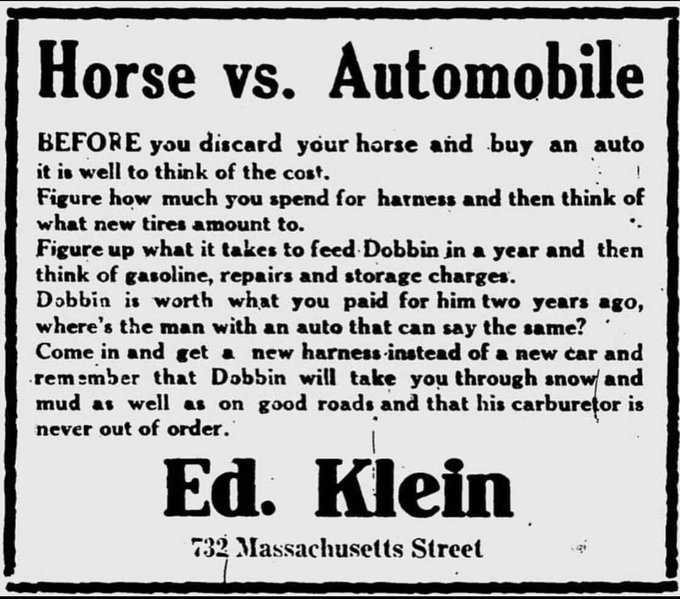 Horse vs. Automobile
BEFORE you discard your horse and buy an auto
it is well to think of the cost.
Figure how much you spend for harness and then think of
what new tires amount to.
Figure up what it takes to feed Dobbin in a year and then
think of gasoline, repairs and storage charges.
Dobbin is worth what you paid for him two years ago,
where's the man with an auto that can say the same?
Come in and get a new harness instead of a new car and
remember that Dobbin will take you through snow and
mud as well as on good roads and that his carburetor is
never out of order.
Ed. Klein
732 Massachusetts Street